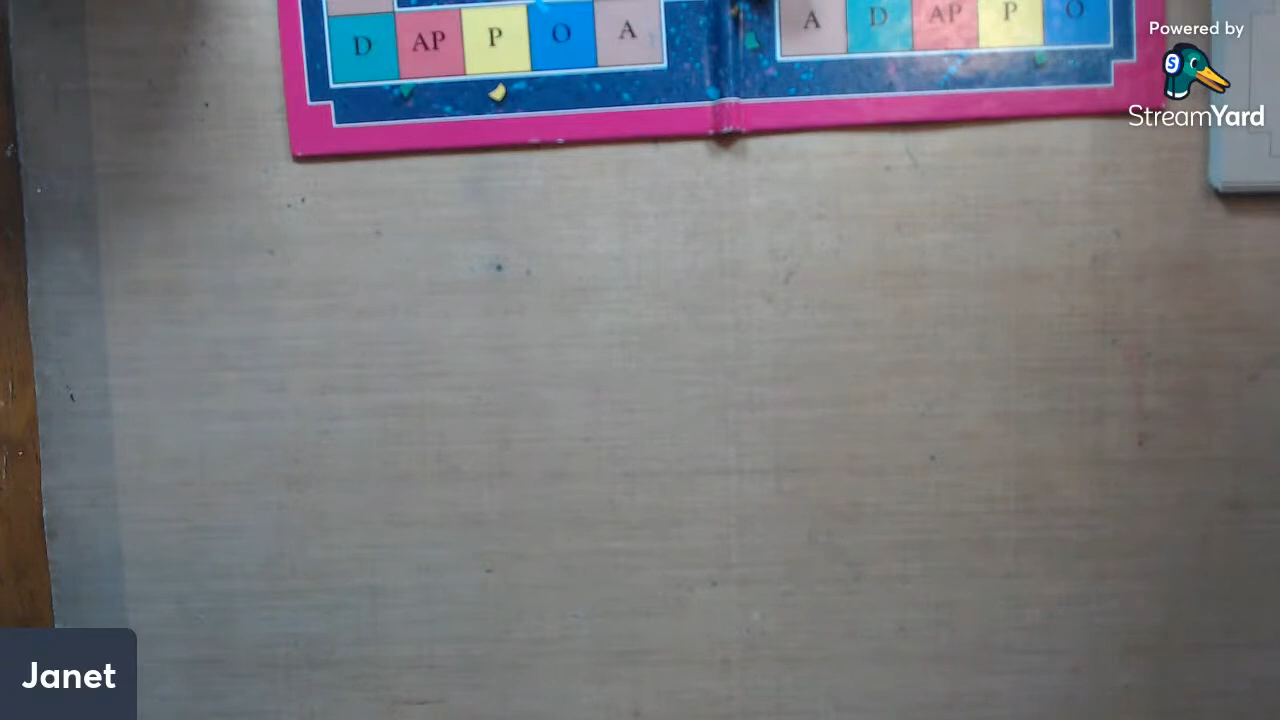 D AP P O A
A D AP P O
Powered by
S
StreamYard
Janet